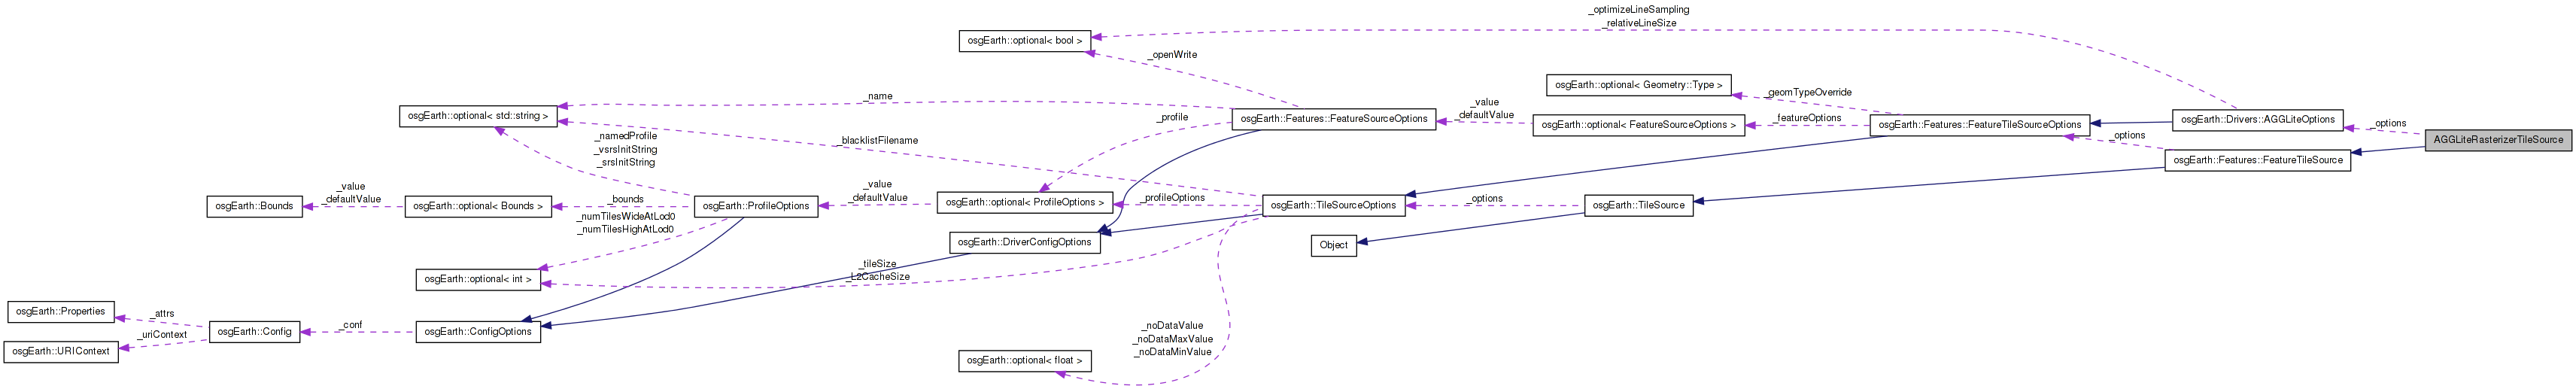 _optimizeLineSampling
_relativeLineSize
osgEarth::optional< bool >
_openWrite
osgEarth::optional< Geometry::Type >
_geomTypeOverride
_name
osgEarth::optional< std::string >
_value
_defaultValue
osgEarth::Features::FeatureSourceOptions
_profile
osgEarth::optional< FeatureSourceOptions >
_featureOptions
osgEarth::Features::FeatureTileSourceOptions
osgEarth::Drivers::AGGLiteOptions
_options
_options
AGGLiteRasterizerTileSource
_namedProfile
_vsrsInitString
_srsInitString
_blacklistFilename
osgEarth::Features::FeatureTileSource
_value
_defaultValue
_value
_defaultValue
osgEarth::Bounds
osgEarth::optional< Bounds >
_bounds
osgEarth::ProfileOptions
osgEarth::optional< ProfileOptions >
_profileOptions
osgEarth::TileSourceOptions
_options
osgEarth::TileSource
_numTilesWideAtLod0
_numTilesHighAtLod0
osgEarth::DriverConfigOptions
Object
_tileSize
_L2CacheSize
osgEarth::optional< int >
osgEarth::Properties
_attrs
_uriContext
osgEarth::Config
_conf
osgEarth::ConfigOptions
osgEarth::URIContext
_noDataValue
_noDataMaxValue
_noDataMinValue
osgEarth::optional< float >